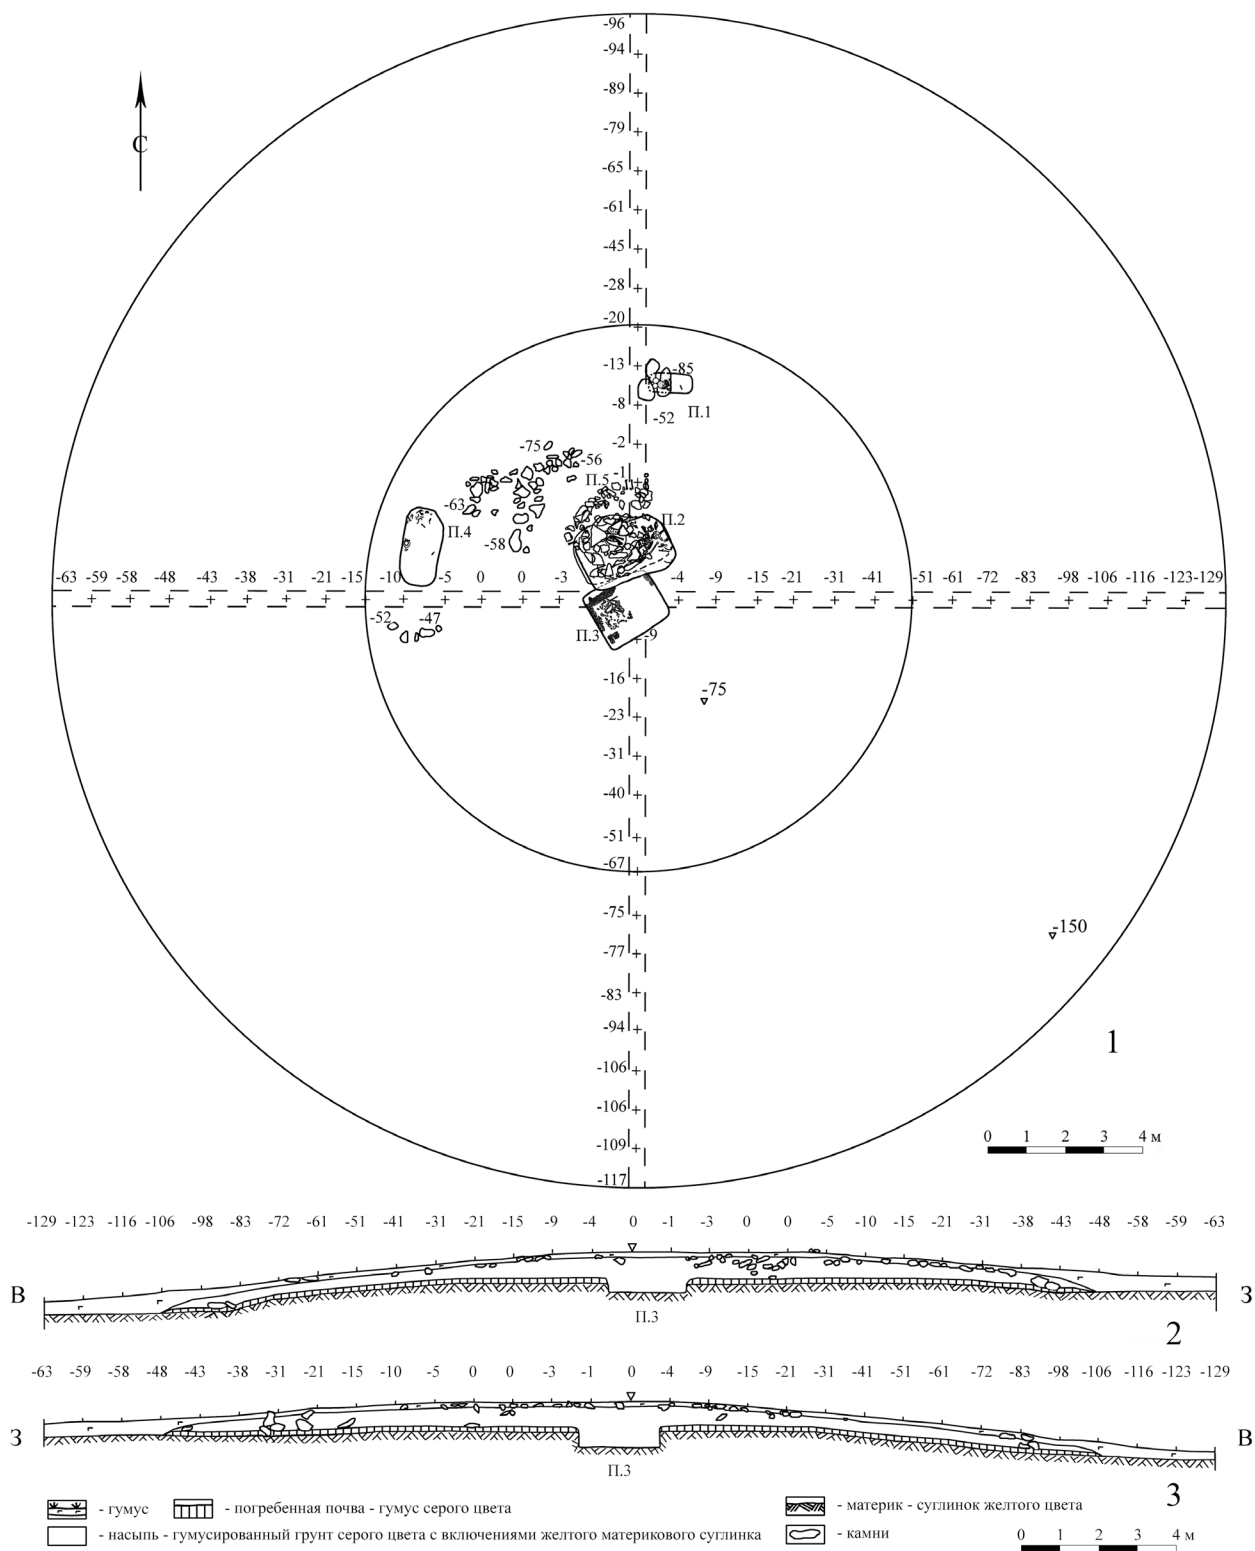 -96
-94
-89
С
-79
-65
-61
-45
-28
-20
-13
-85
-8
-52
П.1
-2
-75
-56
-1
П.5
-63
П.2
П.4
-58
-63 -59 -58 -48 -43 -38 -31 -21 -15 -10 -5 0 0 -3 -4 -9 -15 -21 -31 -41 -51 -61 -72 -83 -98 -106 -116 -123 -129
-52 -47
П.3
-9
-16
-75
-23
-31
-40
-51
-67
-75
-150
-77
-83
-94
1
-106
-106
0 1 2 3 4 м
-109
-117
-129 -123 -116 -106 -98 -83 -72 -61 -51 -41 -31 -21 -15 -9 -4 0 -1 -3 0 0 -5 -10 -15 -21 -31 -38 -43 -48 -58 -59 -63
В З
П.3
2
-63 -59 -58 -48 -43 -38 -31 -21 -15 -10 -5 0 0 -3 -1 0 -4 -9 -15 -21 -31 -41 -51 -61 -72 -83 -98 -106 -116 -123 -129
З В
П.3
3
- гумус - погребенная почва - гумус серого цвета - материк - суглинок желтого цвета
- насыпь - гумусированный грунт серого цвета с включениями желтого материкового суглинка - камни
0 1 2 3 4 м